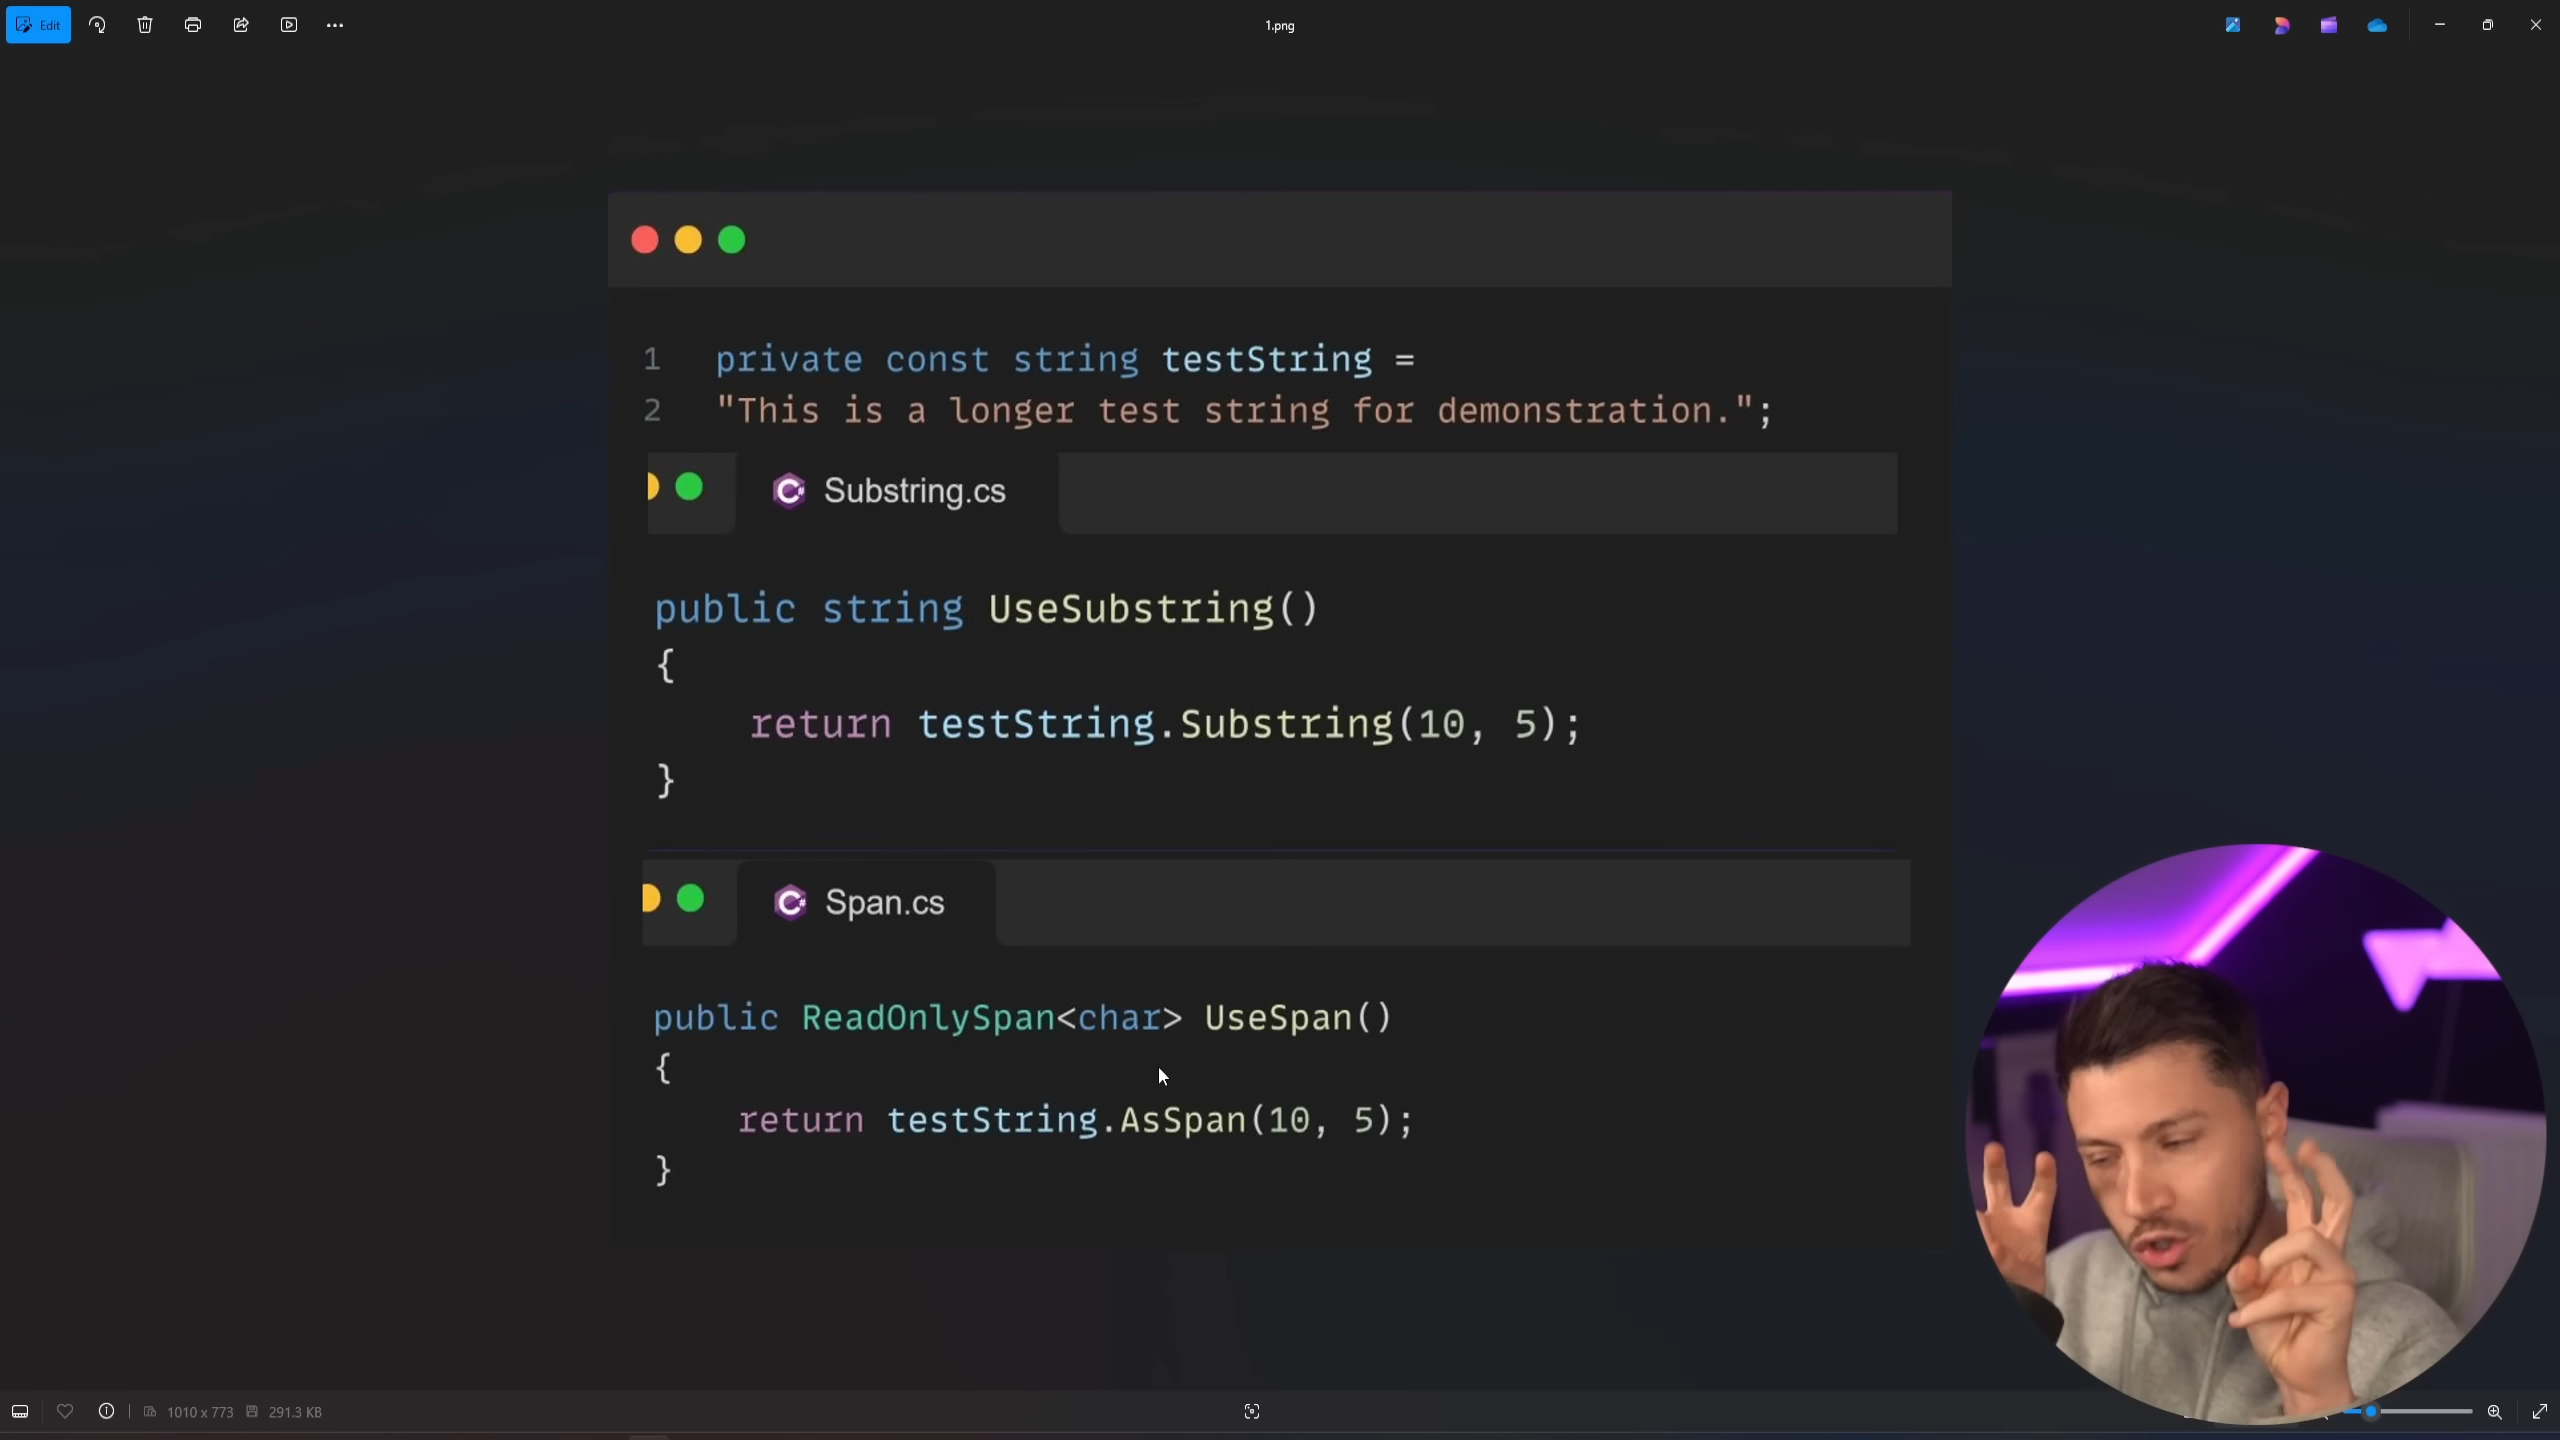 Edit
1.png
1 private const string testString =
2 "This is a longer test string for demonstration.";
Substring.cs
public string UseSubstring()
{
return testString.Substring(10, 5);
}
Span.cs
public ReadOnlySpan<char> UseSpan()
{
return testString.AsSpan(10, 5);
}
1010 x 773 291.3 KB